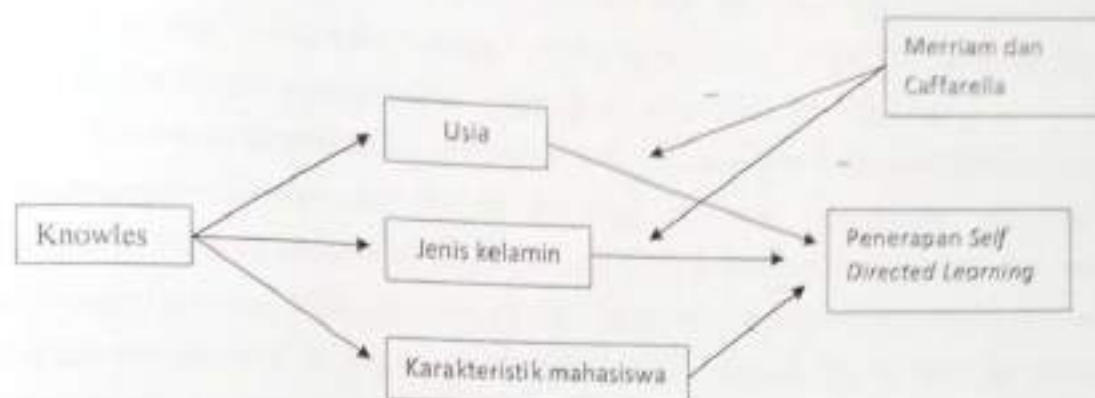 Merriam dan
Caffarella
Usia
Knowles
Jenis kelamin
Penerapan Self
Directed Learning
Karakteristik mahasiswa